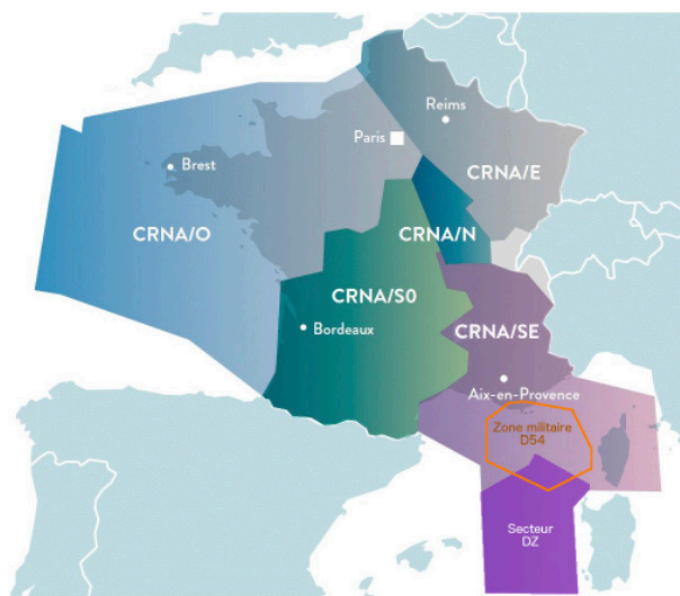 Reims
Paris
Brest
CRNA/E
CRNA/O
CRNA/N
CRNA/S0
Bordeaux
CRNA/SE
Aix-en-Provence
Zone militaire
D54
Secteur
DZ